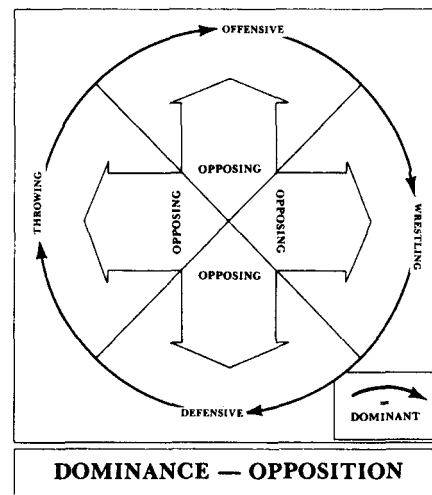 OFFENSIVE
OPPOSING
THROWING
OPPOSING
OPPOSING
WRESTLING
OPPOSING
DEFENSIVE
=
DOMINANT
DOMINANCE — OPPOSITION